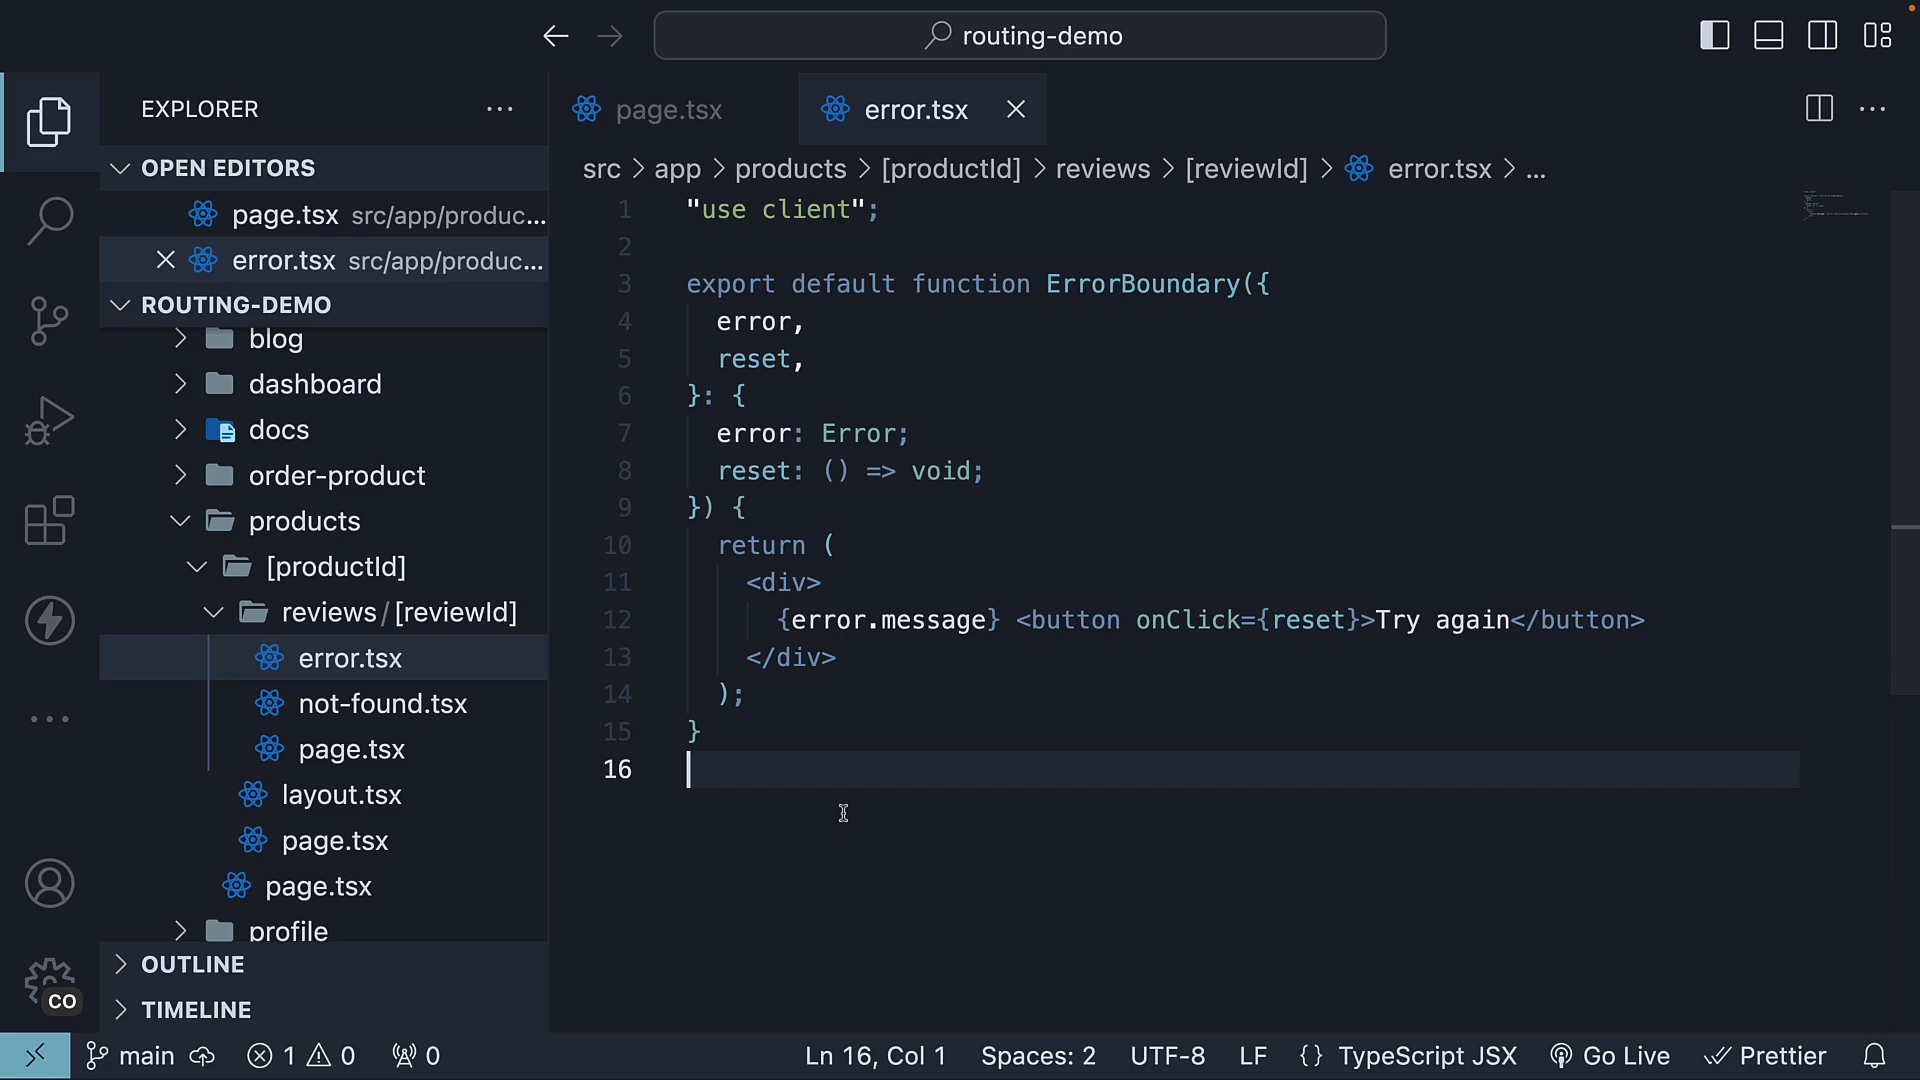 routing-demo
EXPLORER
OPEN EDITORS
page.tsx src/app/produc...
error.tsx src/app/produc...
ROUTING-DEMO
blog
dashboard
docs
order-product
products
[productId]
reviews / [reviewId]
error.tsx
not-found.tsx
page.tsx
layout.tsx
page.tsx
page.tsx
profile
OUTLINE
TIMELINE
CO
page.tsx
error.tsx
src > app > products > [productId] > reviews > [reviewId] > error.tsx > ...
1 "use client";
2
3 export default function ErrorBoundary({
4 error,
5 reset,
6 }: {
7 error: Error;
8 reset: () => void;
9 }) {
10 return (
11 <div>
12 {error.message} <button onClick={reset}>Try again</button>
13 </div>
14 );
15 }
16
main 1 0 0 Ln 16, Col 1 Spaces: 2 UTF-8 LF {} TypeScript JSX Go Live Prettier